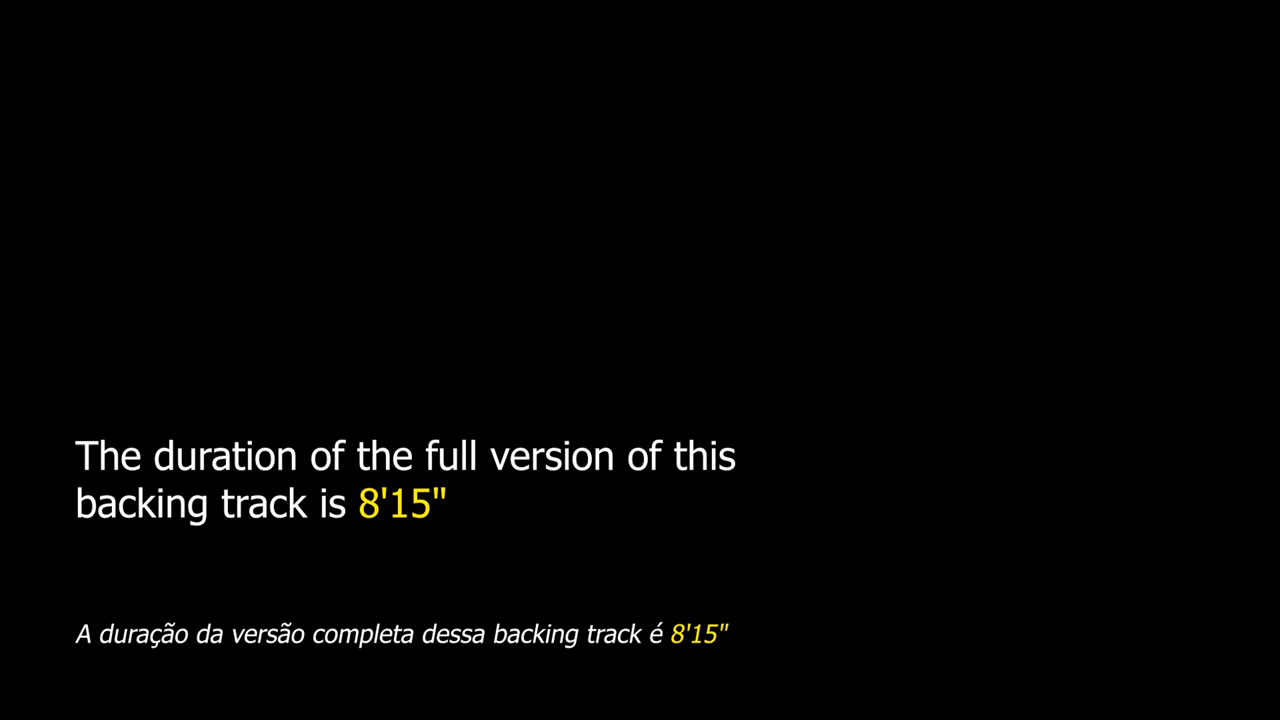 The duration of the full version of this
backing track is 8'15"
A duração da versão completa dessa backing track é 8'15"